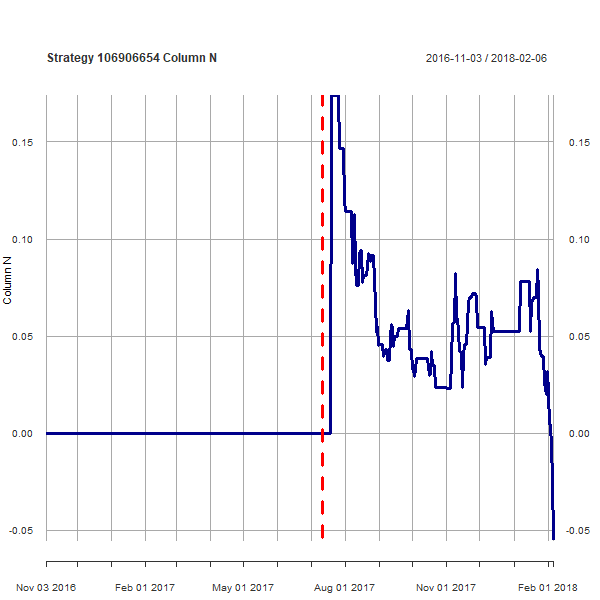 Strategy 106906654 Column N
2016-11-03 / 2018-02-06
0.15
0.15
0.10
0.10
Column N
0.05
0.05
0.00
0.00
-0.05
-0.05
Nov 03 2016
Feb 01 2017
May 01 2017
Aug 01 2017
Nov 01 2017
Feb 01 2018